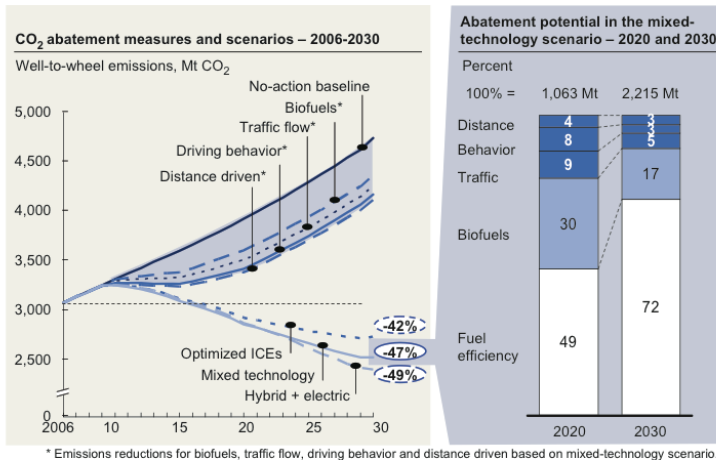 CO2 abatement measures and scenarios – 2006-2030
Well-to-wheel emissions, Mt CO2
No-action baseline
Biofuels*
Traffic flow*
Driving behavior*
Distance driven*
5,000
4,500
4,000
3,500
3,000
2,500
0
-42%
-47%
-49%
Optimized ICEs
Mixed technology
Hybrid + electric
2006
10
15
20
25
30
Abatement potential in the mixed-
technology scenario – 2020 and 2030
Percent
100% =
1,063 Mt
2,215 Mt
Distance
4
3
Behavior
8
3
Traffic
9
5
Biofuels
30
17
Fuel
efficiency
49
72
2020
2030
* Emissions reductions for biofuels, traffic flow, driving behavior and distance driven based on mixed-technology scenario